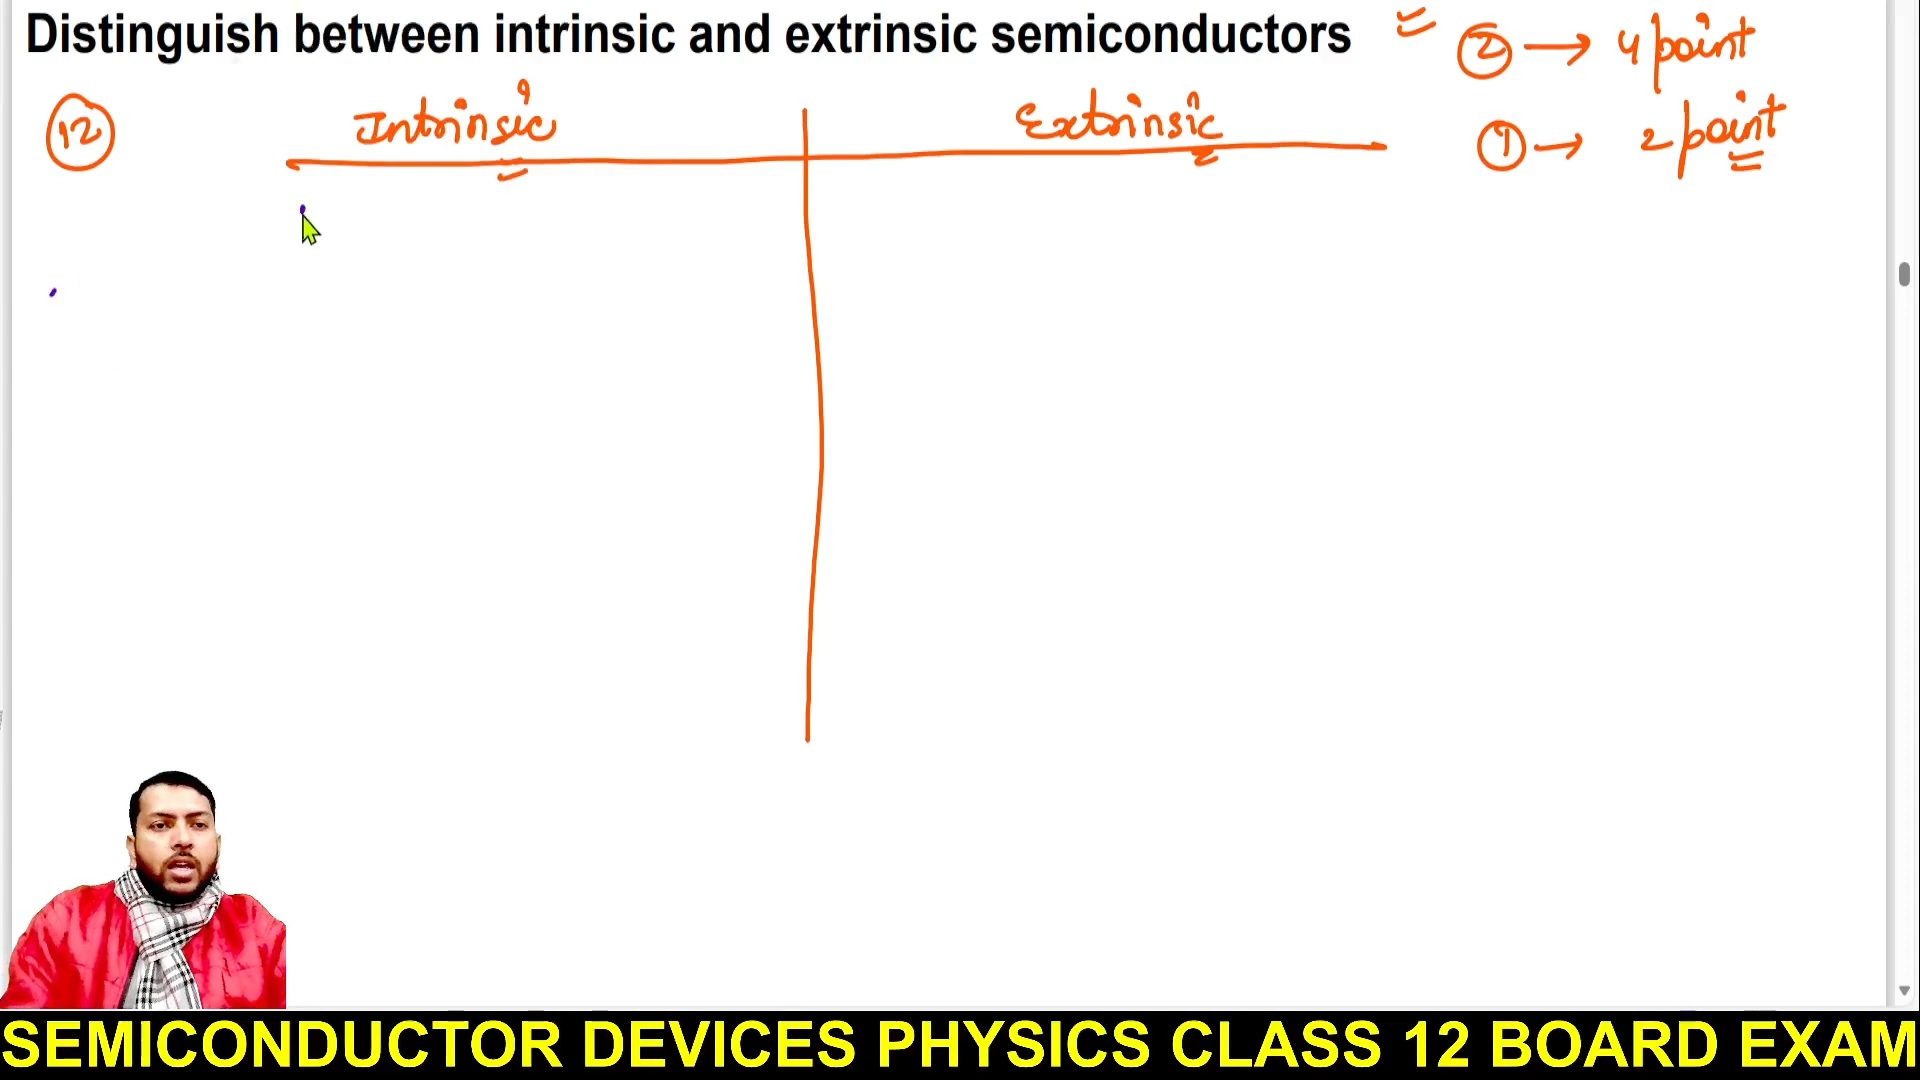 Distinguish between intrinsic and extrinsic semiconductors
② → 4 point
① → 2 point
⑫ Intrinsic Extrinsic
SEMICONDUCTOR DEVICES PHYSICS CLASS 12 BOARD EXAM